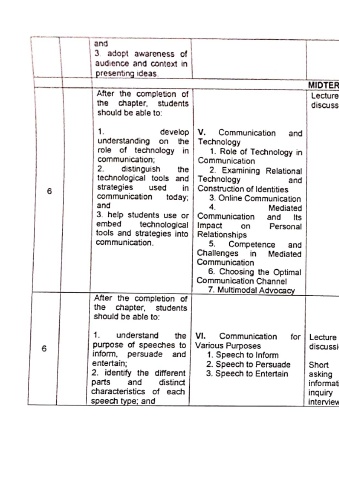 and
3. adopt awareness of
audience and context in
presenting ideas.
MIDTER
6
After the completion of
the chapter, students
should be able to:
1. develop
understanding on the
role of technology in
communication;
2. distinguish the
technological tools and
strategies used in
communication today;
and
3. help students use or
embed technological
tools and strategies into
communication.
V. Communication and
Technology
1. Role of Technology in
Communication
2. Examining Relational
Technology and
Construction of Identities
3. Online Communication
4. Mediated
Communication and Its
Impact on Personal
Relationships
5. Competence and
Challenges in Mediated
Communication
6. Choosing the Optimal
Communication Channel
7. Multimodal Advocacy
Lecture
discuss
6
After the completion of
the chapter, students
should be able to:
1. understand the
purpose of speeches to
inform, persuade and
entertain;
2. identify the different
parts and distinct
characteristics of each
speech type; and
VI. Communication for
Various Purposes
1. Speech to Inform
2. Speech to Persuade
3. Speech to Entertain
Lecture
discussi
Short
asking
informati
inquiry
interview